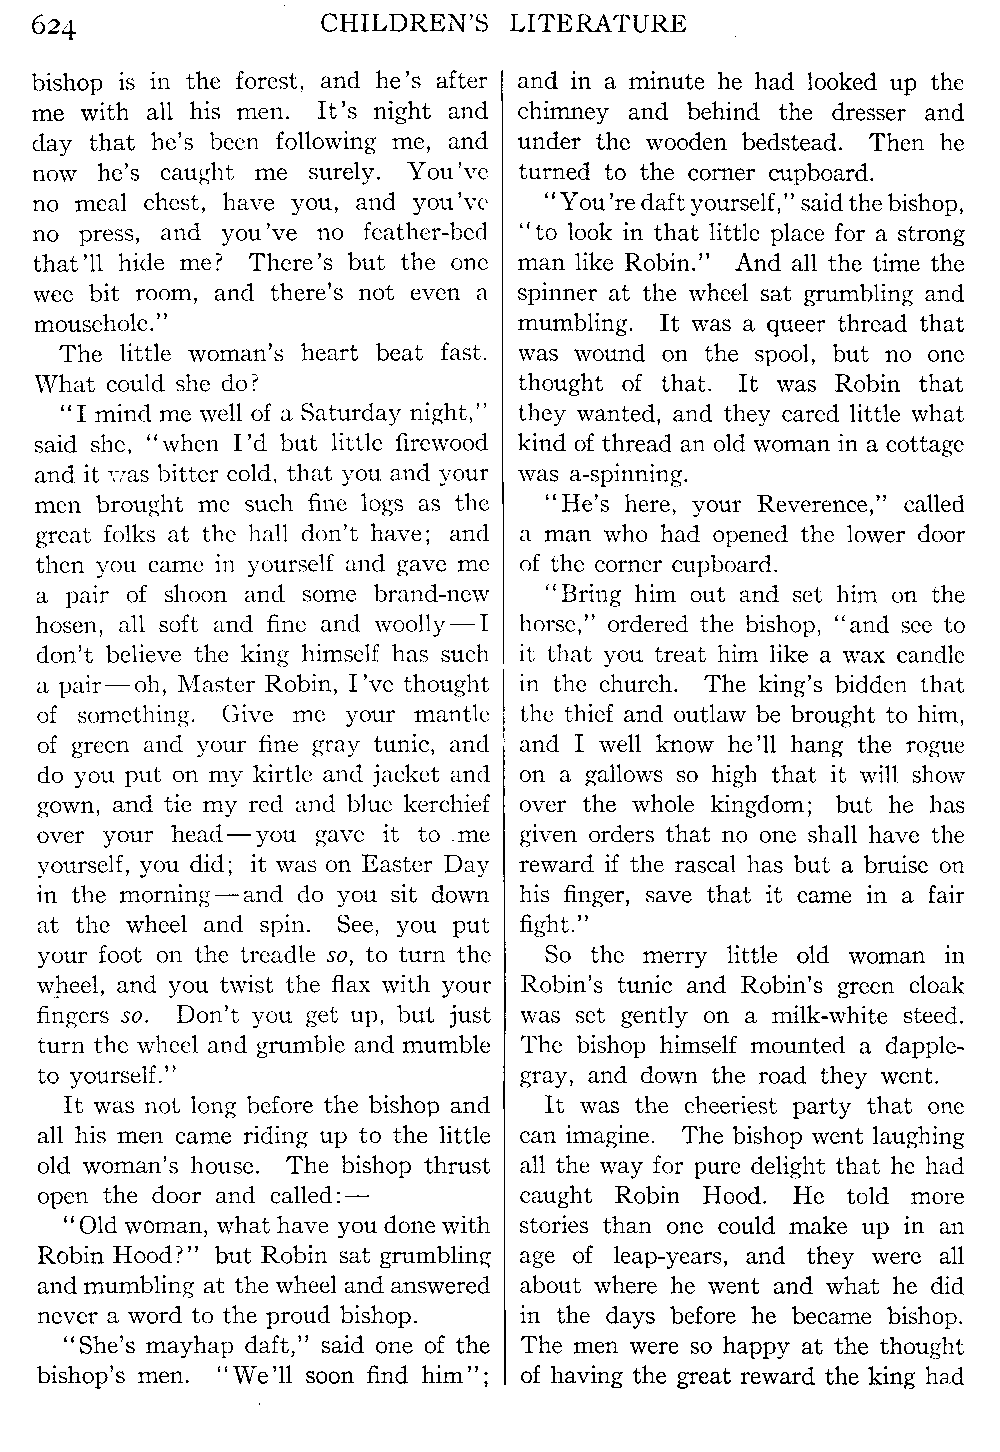 624
CHILDREN'S LITERATURE
bishop is in the forest, and he's after
me with all his men. It's night and
day that he's been following me, and
now he's caught me surely. You've
no meal chest, have you, and you've
no press, and you've no feather-bed
that'll hide me? There's but the one
wee bit room, and there's not even a
mousehole."
The little woman's heart beat fast.
What could she do?
"I mind me well of a Saturday night,"
said she, "when I'd but little firewood
and it was bitter cold, that you and your
men brought me such fine logs as the
great folks at the hall don't have; and
then you came in yourself and gave me
a pair of shoon and some brand-new
hosen, all soft and fine and woolly—I
don't believe the king himself has such
a pair—oh, Master Robin, I've thought
of something. Give me your mantle
of green and your fine gray tunic, and
do you put on my kirtle and jacket and
gown, and tie my red and blue kerchief
over your head—you gave it to me
yourself, you did; it was on Easter Day
in the morning—and do you sit down
at the wheel and spin. See, you put
your foot on the treadle so, to turn the
wheel, and you twist the flax with your
fingers so. Don't you get up, but just
turn the wheel and grumble and mumble
to yourself."
It was not long before the bishop and
all his men came riding up to the little
old woman's house. The bishop thrust
open the door and called:—
"Old woman, what have you done with
Robin Hood?" but Robin sat grumbling
and mumbling at the wheel and answered
never a word to the proud bishop.
"She's mayhap daft," said one of the
bishop's men. "We'll soon find him";
and in a minute he had looked up the
chimney and behind the dresser and
under the wooden bedstead. Then he
turned to the corner cupboard.
"You're daft yourself," said the bishop,
"to look in that little place for a strong
man like Robin." And all the time the
spinner at the wheel sat grumbling and
mumbling. It was a queer thread that
was wound on the spool, but no one
thought of that. It was Robin that
they wanted, and they cared little what
kind of thread an old woman in a cottage
was a-spinning.
"He's here, your Reverence," called
a man who had opened the lower door
of the corner cupboard.
"Bring him out and set him on the
horse," ordered the bishop, "and see to
it that you treat him like a wax candle
in the church. The king's bidden that
the thief and outlaw be brought to him,
and I well know he'll hang the rogue
on a gallows so high that it will show
over the whole kingdom; but he has
given orders that no one shall have the
reward if the rascal has but a bruise on
his finger, save that it came in a fair
fight."
So the merry little old woman in
Robin's tunic and Robin's green cloak
was set gently on a milk-white steed.
The bishop himself mounted a dapple-
gray, and down the road they went.
It was the cheeriest party that one
can imagine. The bishop went laughing
all the way for pure delight that he had
caught Robin Hood. He told more
stories than one could make up in an
age of leap-years, and they were all
about where he went and what he did
in the days before he became bishop.
The men were so happy at the thought
of having the great reward the king had